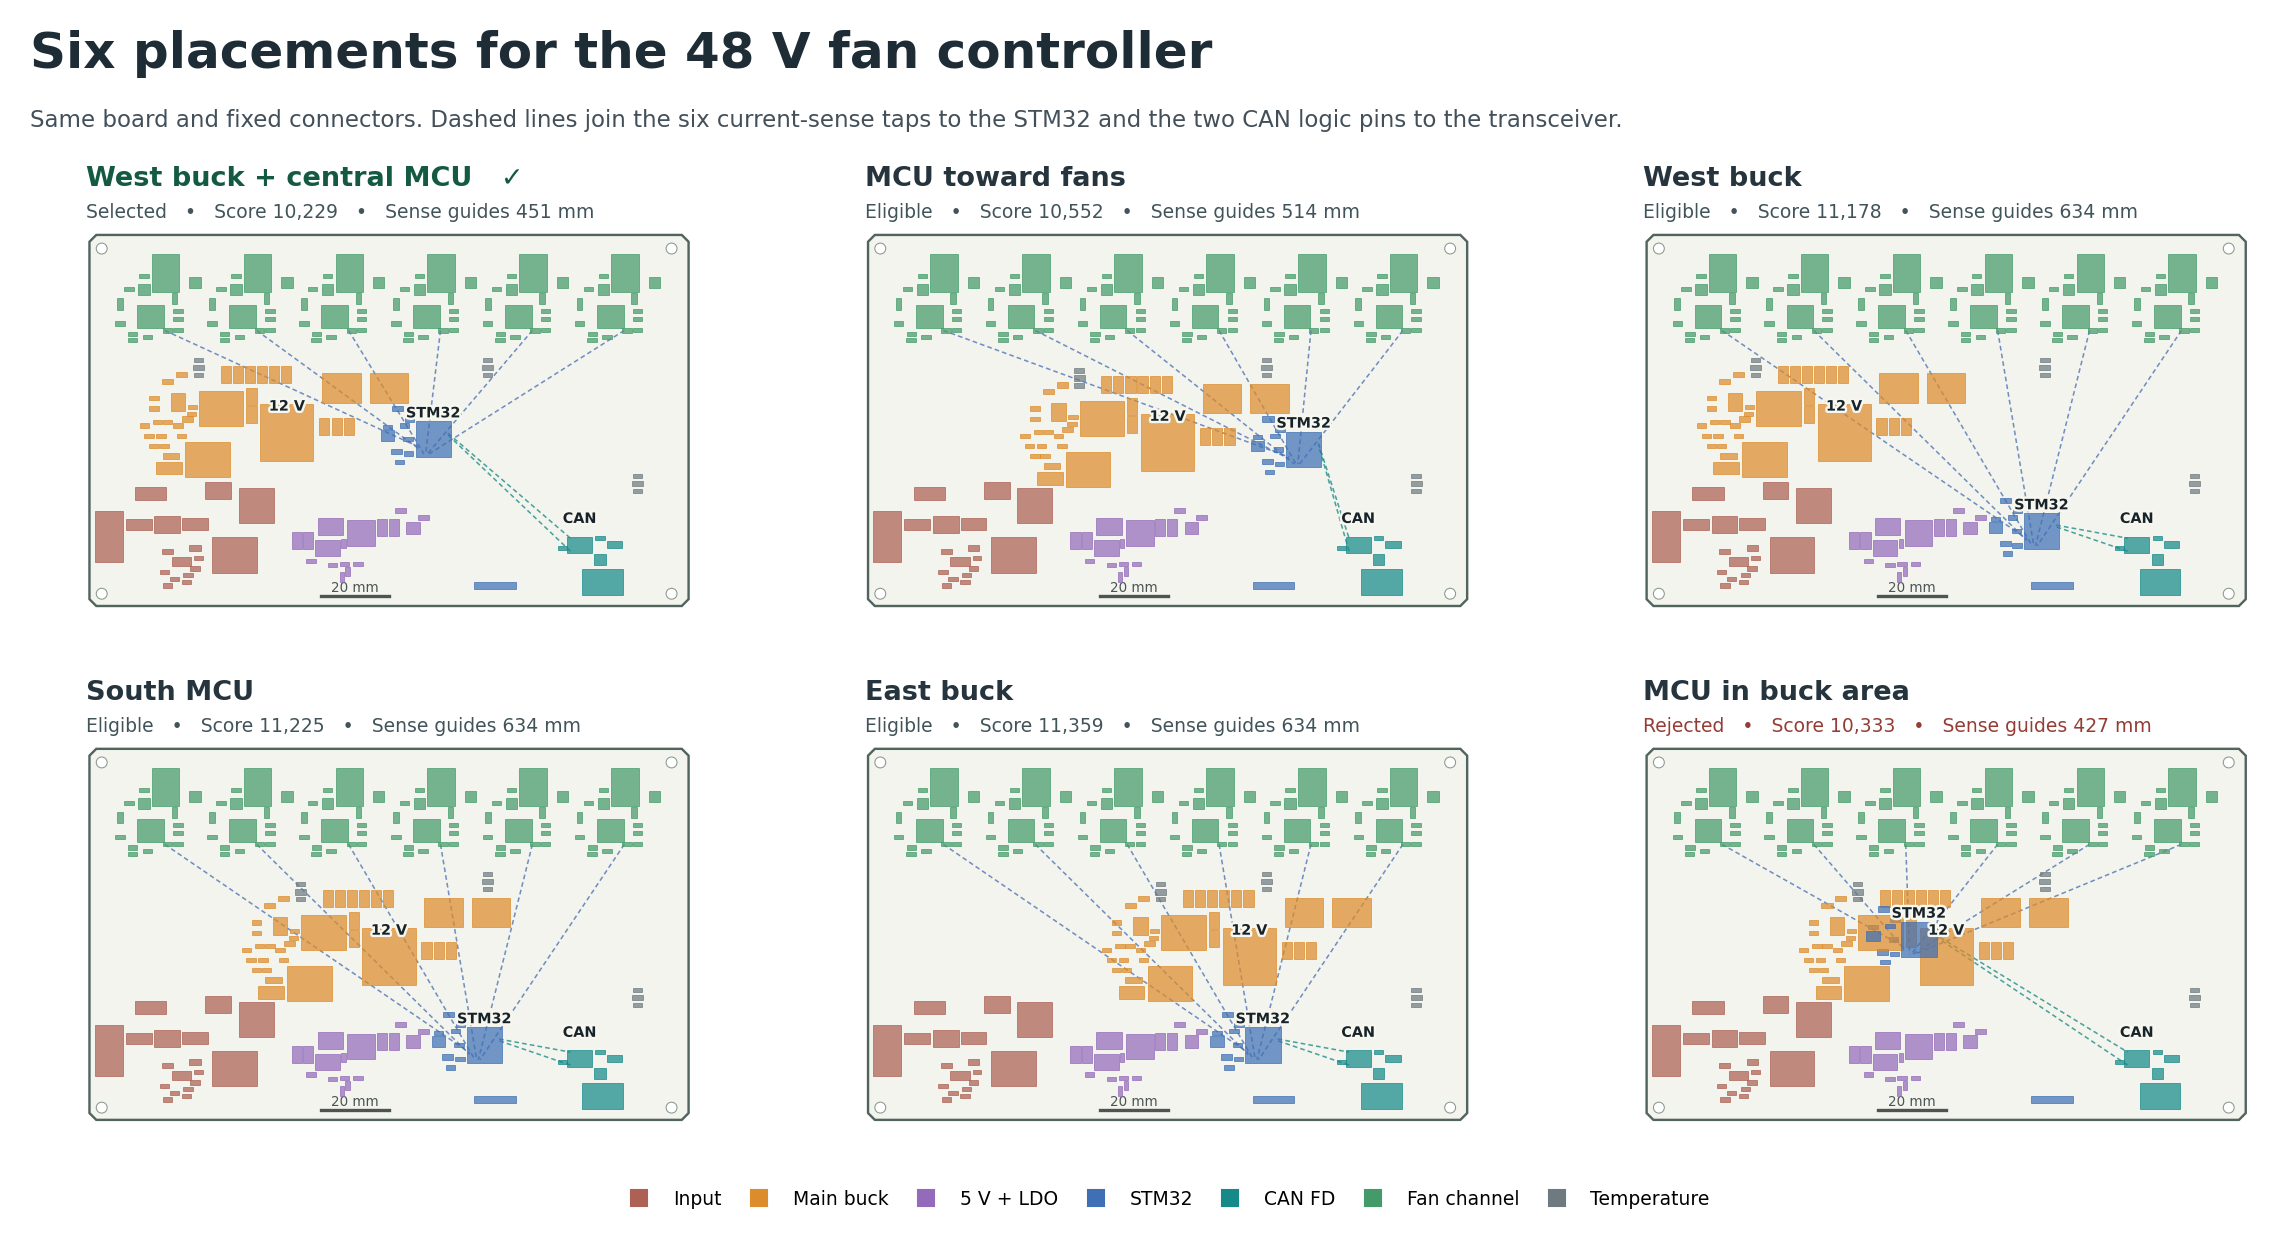 Six placements for the 48 V fan controller
Same board and fixed connectors. Dashed lines join the six current-sense taps to the STM32 and the two CAN logic pins to the transceiver.
West buck + central MCU ✓
Selected • Score 10,229 • Sense guides 451 mm
12 V
STM32
CAN
20 mm
MCU toward fans
Eligible • Score 10,552 • Sense guides 514 mm
12 V
STM32
CAN
20 mm
West buck
Eligible • Score 11,178 • Sense guides 634 mm
12 V
STM32
CAN
20 mm
South MCU
Eligible • Score 11,225 • Sense guides 634 mm
12 V
STM32
CAN
20 mm
East buck
Eligible • Score 11,359 • Sense guides 634 mm
12 V
STM32
CAN
20 mm
MCU in buck area
Rejected • Score 10,333 • Sense guides 427 mm
STM32
12 V
CAN
20 mm
Input Main buck 5 V + LDO STM32 CAN FD Fan channel Temperature